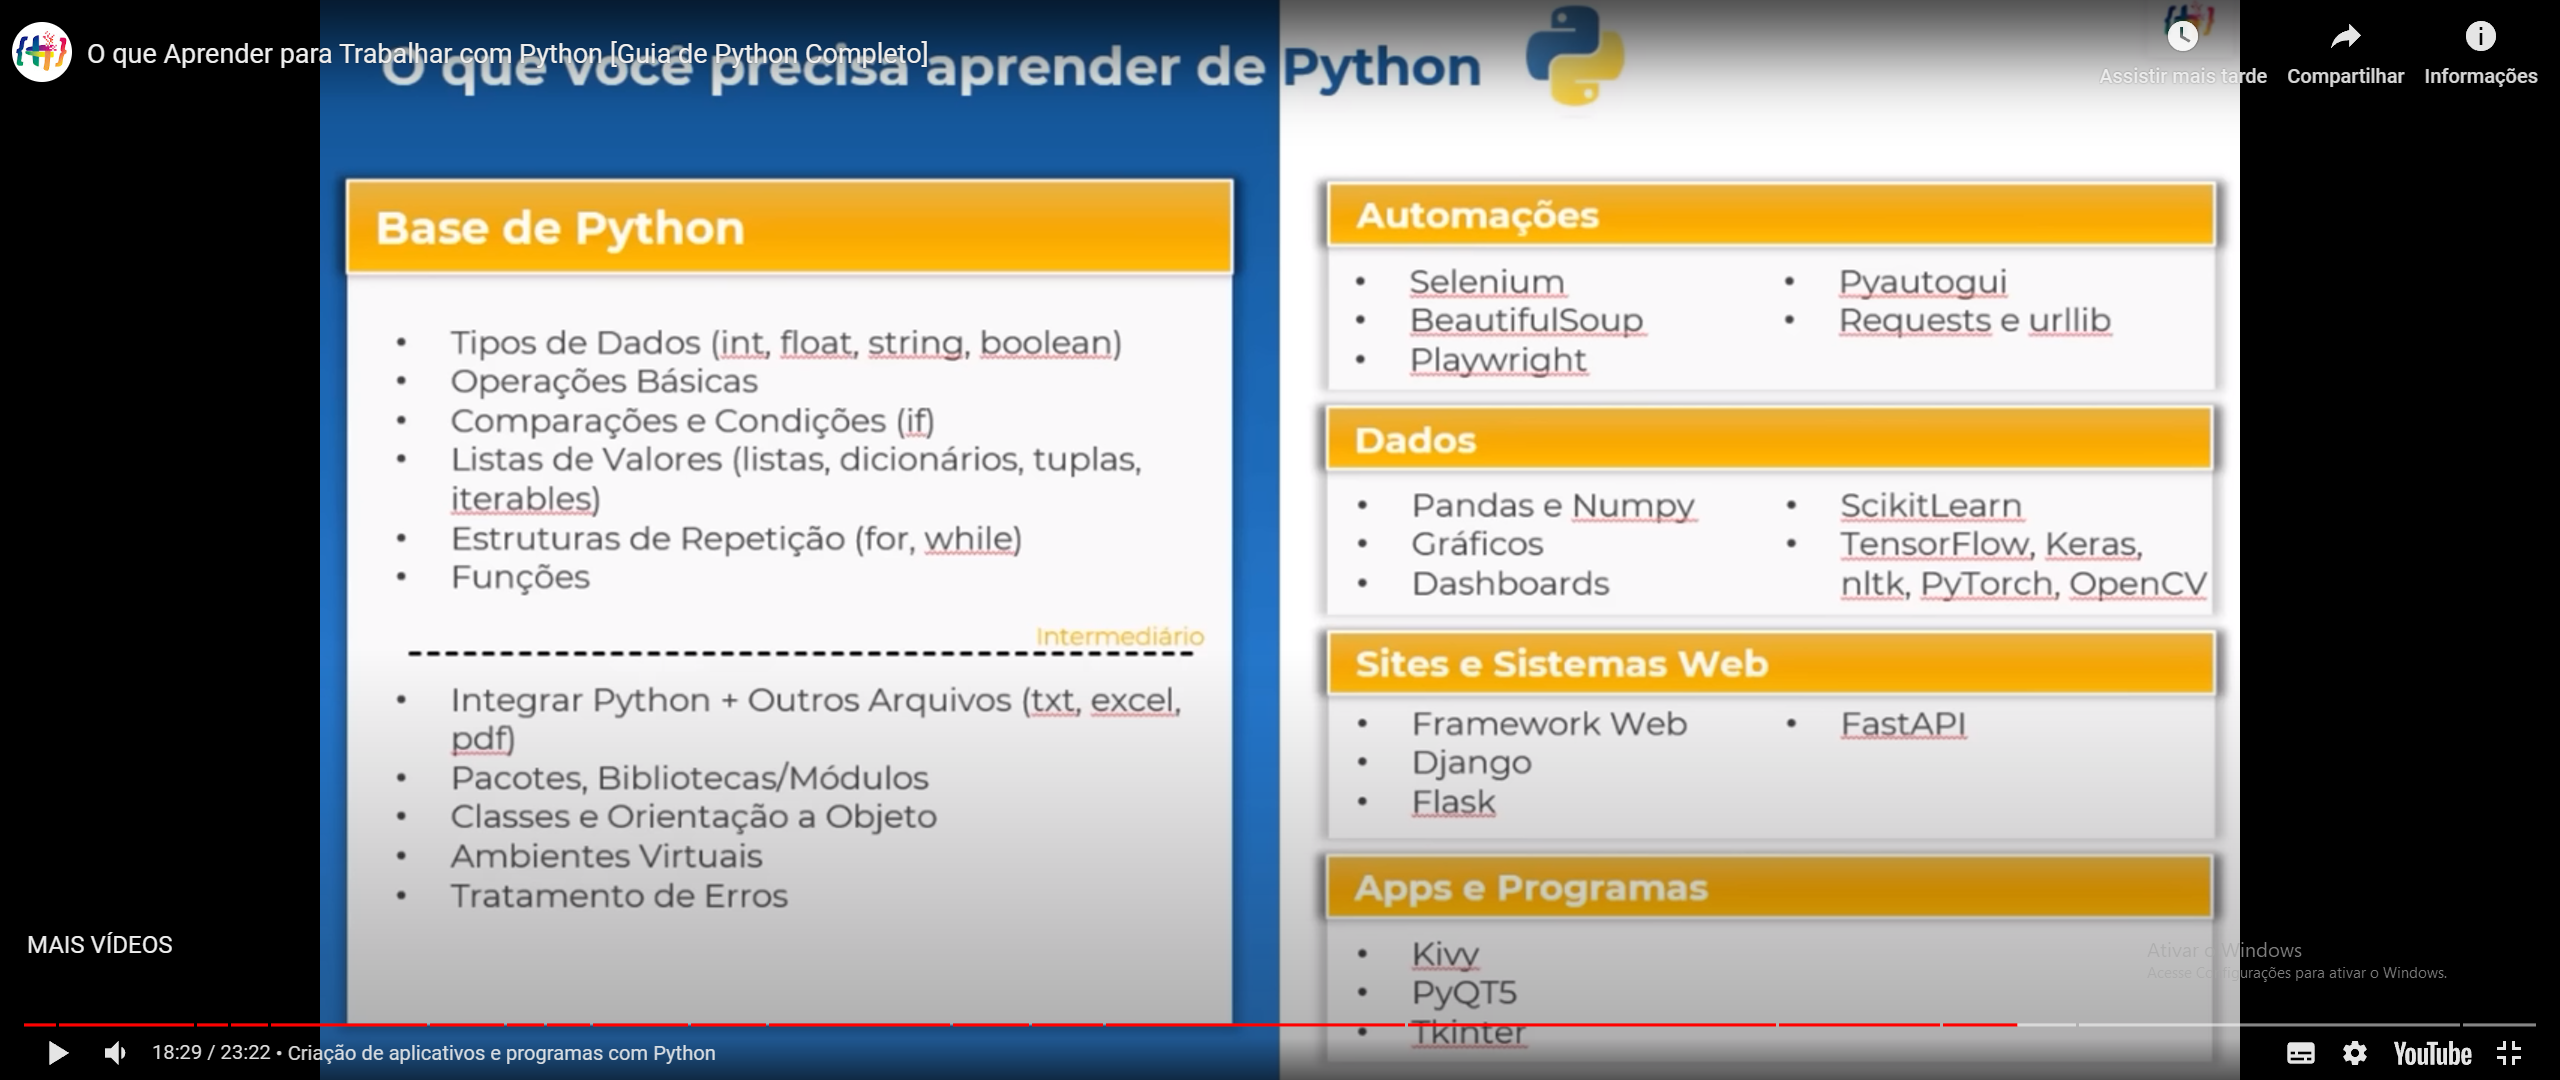 O que Aprender para Trabalhar com Python [Guia de Python Completo]
O que você precisa aprender de Python
Assistir mais tarde
Compartilhar
Informações
Base de Python
• Tipos de Dados (int, float, string, boolean)
• Operações Básicas
• Comparações e Condições (if)
• Listas de Valores (listas, dicionários, tuplas,
iterables)
• Estruturas de Repetição (for, while)
• Funções
Intermediário
• Integrar Python + Outros Arquivos (txt, excel,
pdf)
• Pacotes, Bibliotecas/Módulos
• Classes e Orientação a Objeto
• Ambientes Virtuais
• Tratamento de Erros
Automações
• Selenium
• BeautifulSoup
• Playwright
• Pyautogui
• Requests e urllib
Dados
• Pandas e Numpy
• Gráficos
• Dashboards
• ScikitLearn
• TensorFlow, Keras,
nltk, PyTorch, OpenCV
Sites e Sistemas Web
• Framework Web
• Django
• Flask
• FastAPI
Apps e Programas
• Kivy
• PyQT5
• Tkinter
MAIS VÍDEOS
Ativar o Windows
Acesse Configurações para ativar o Windows.
18:29 / 23:22 • Criação de aplicativos e programas com Python
YouTube